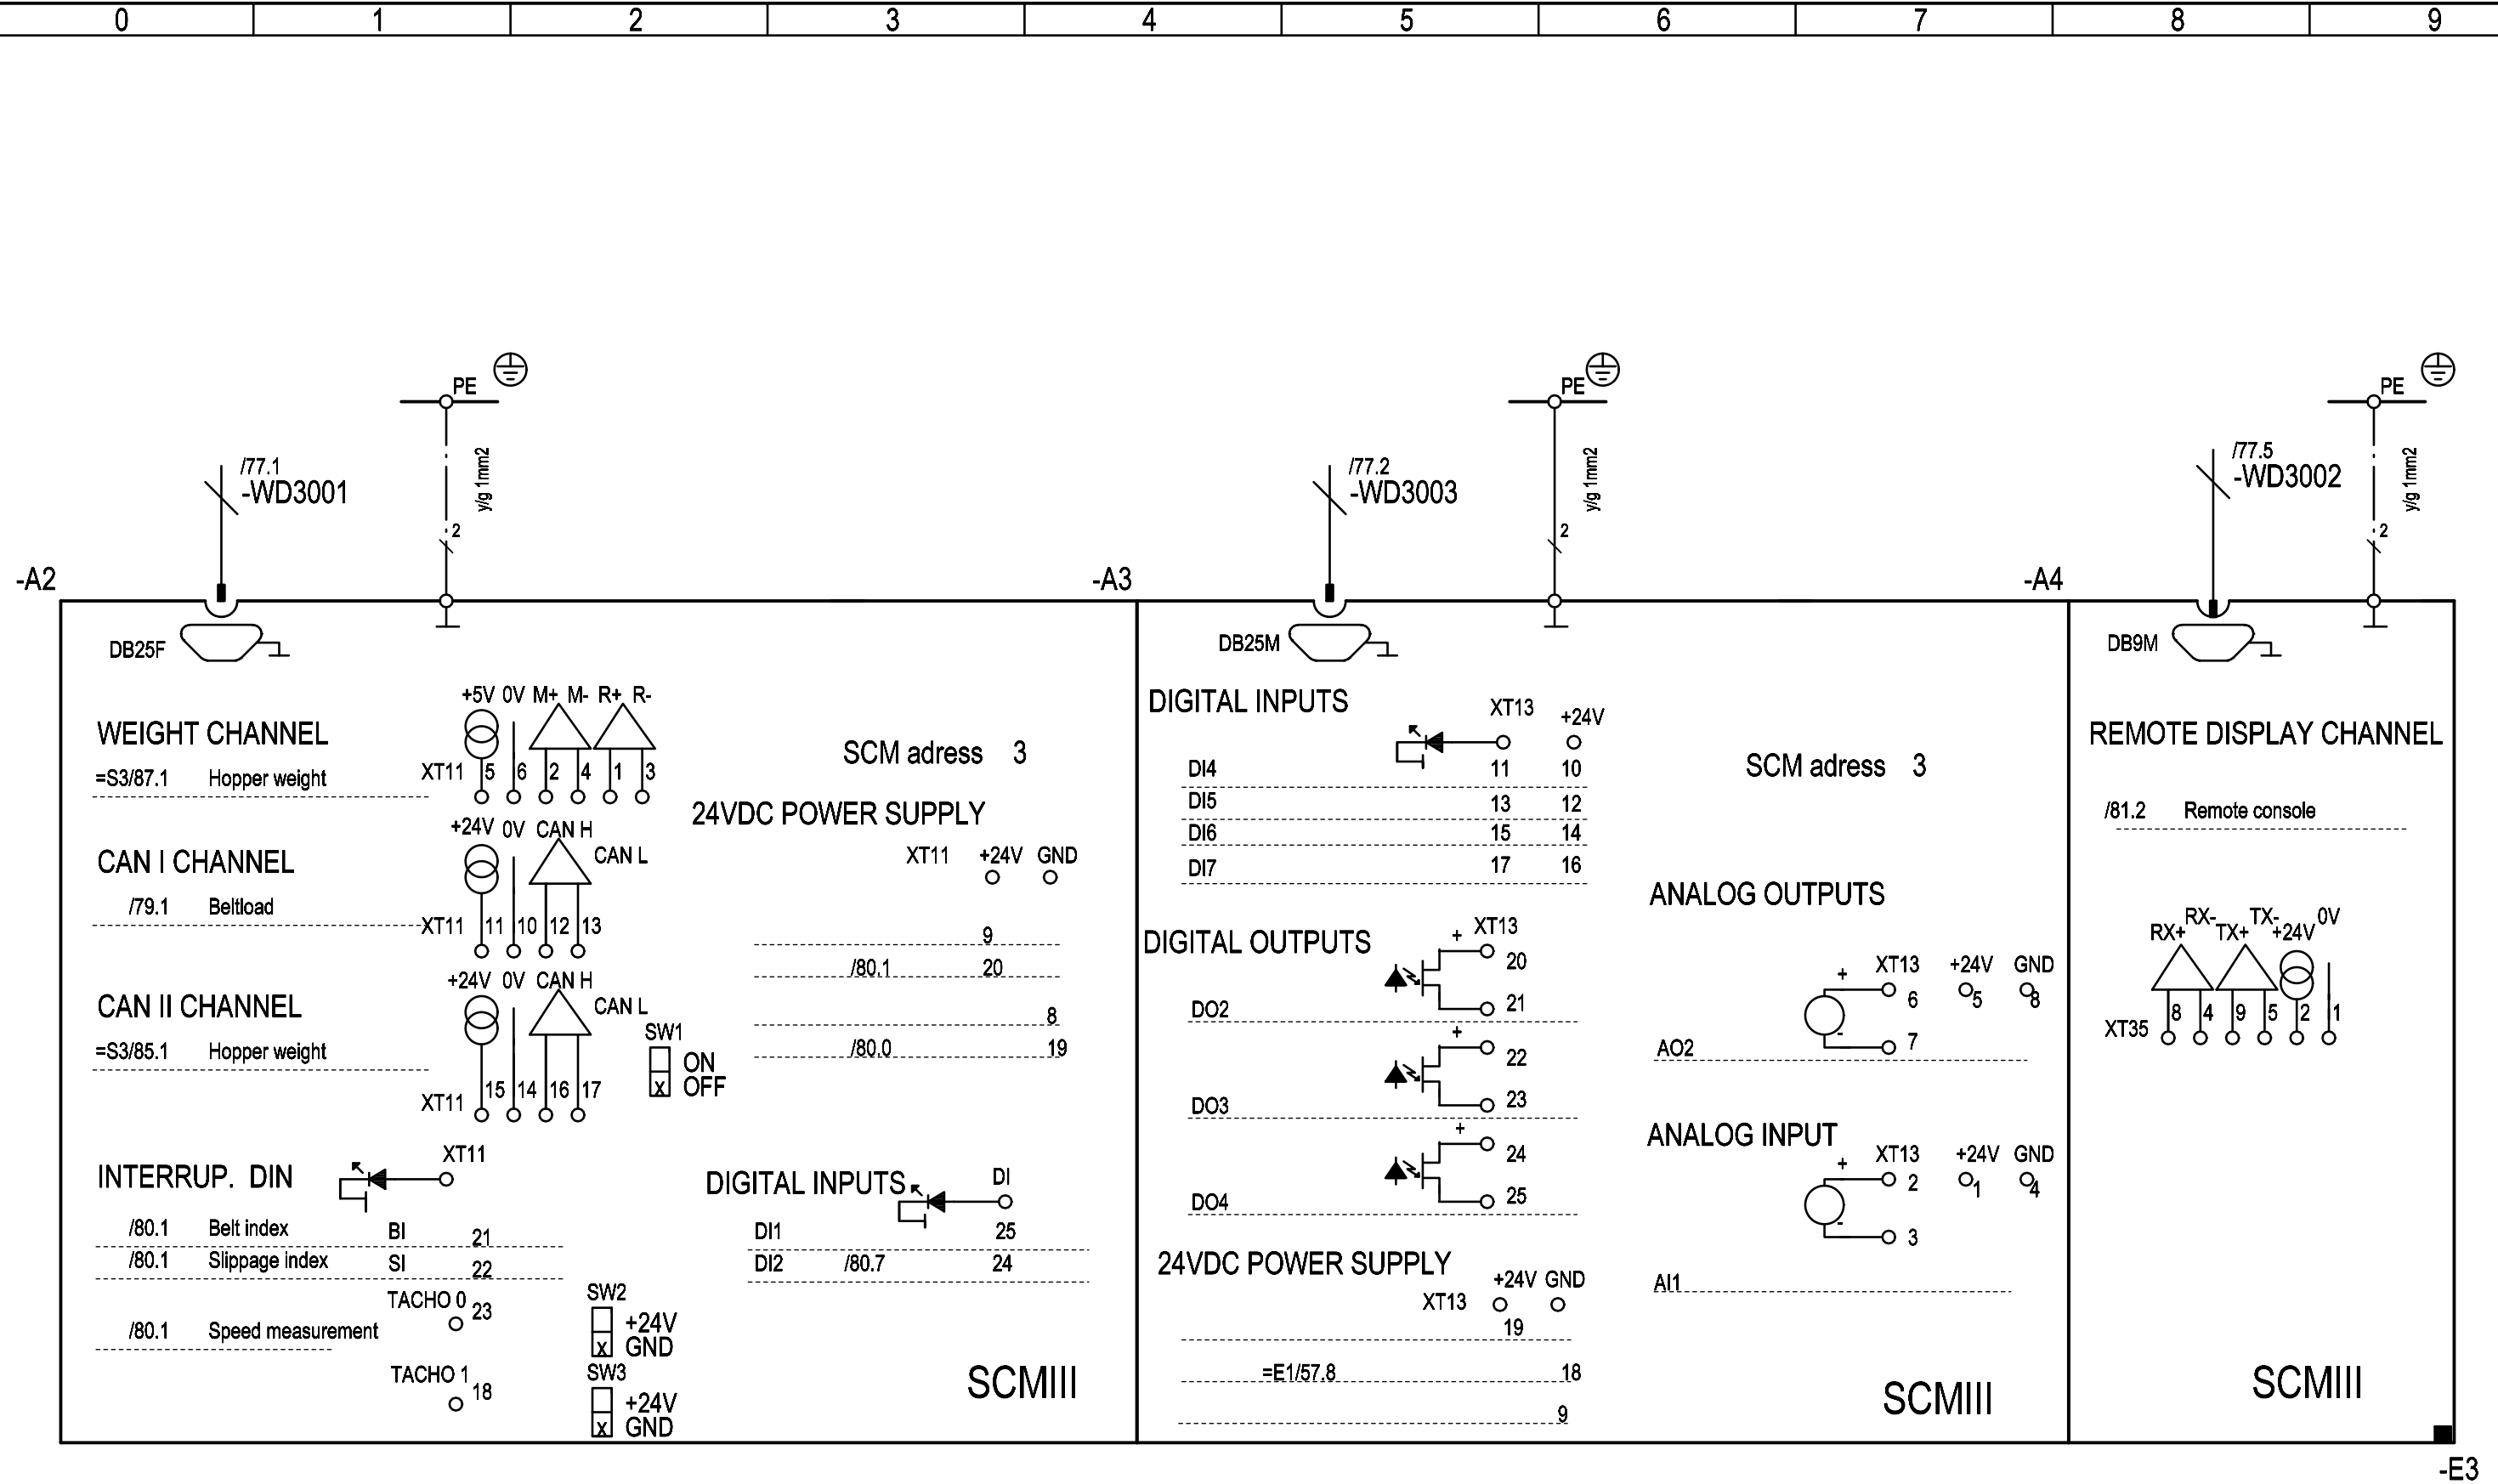 0 1 2 3 4 5 6 7 8 9
PE PE PE
/77.1
-WD3001
y/g 1mm2
2
/77.2
-WD3003
y/g 1mm2
2
/77.5
-WD3002
y/g 1mm2
2
-A2
DB25F
WEIGHT CHANNEL
+5V 0V M+ M- R+ R-
=S3/87.1 Hopper weight
XT11 5 6 2 4 1 3
CAN I CHANNEL
+24V 0V CAN H
CAN L
/79.1 Beltload
XT11 11 10 12 13
CAN II CHANNEL
+24V 0V CAN H
CAN L
=S3/85.1 Hopper weight
XT11 15 14 16 17
SW1
ON
X OFF
INTERRUP. DIN
XT11
/80.1 Belt index BI 21
/80.1 Slippage index SI 22
TACHO 0 23
/80.1 Speed measurement
TACHO 1 18
SW2
+24V
X GND
SW3
+24V
X GND
SCM adress 3
24VDC POWER SUPPLY
XT11 +24V GND
9
/80.1 20
8
/80.0 19
DIGITAL INPUTS
DI
DI1 25
DI2 /80.7 24
SCMIII
-A3
DB25M
DIGITAL INPUTS
XT13 +24V
DI4 11 10
DI5 13 12
DI6 15 14
DI7 17 16
DIGITAL OUTPUTS
+ XT13
20
DO2 21
+
22
DO3 23
+
24
DO4 25
24VDC POWER SUPPLY
+24V GND
XT13
19
=E1/57.8 18
9
SCM adress 3
ANALOG OUTPUTS
XT13 +24V GND
+ 6 5 8
- 7
AO2
ANALOG INPUT
XT13 +24V GND
+ 2 1 4
- 3
AI1
SCMIII
-A4
DB9M
REMOTE DISPLAY CHANNEL
/81.2 Remote console
RX+ RX- TX+ TX- +24V 0V
XT35 8 4 9 5 2 1
SCMIII
-E3